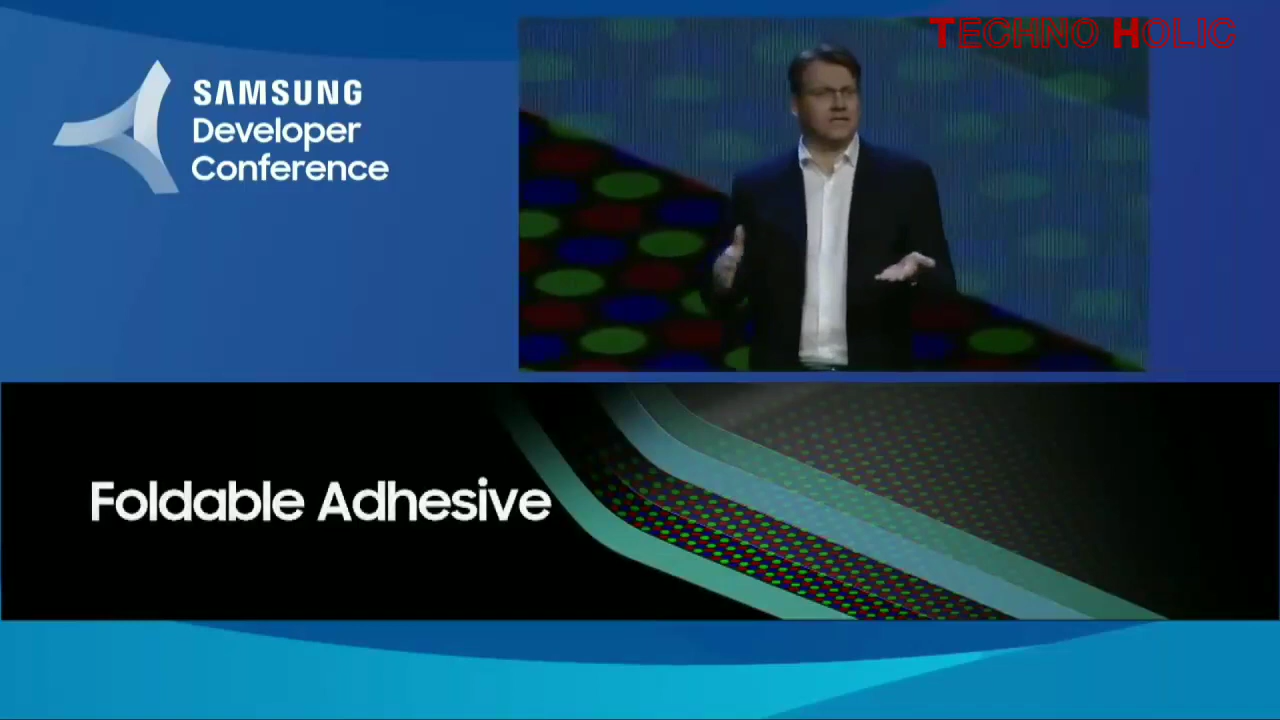 TECHNO HOLIC
SAMSUNG
Developer
Conference
Foldable Adhesive